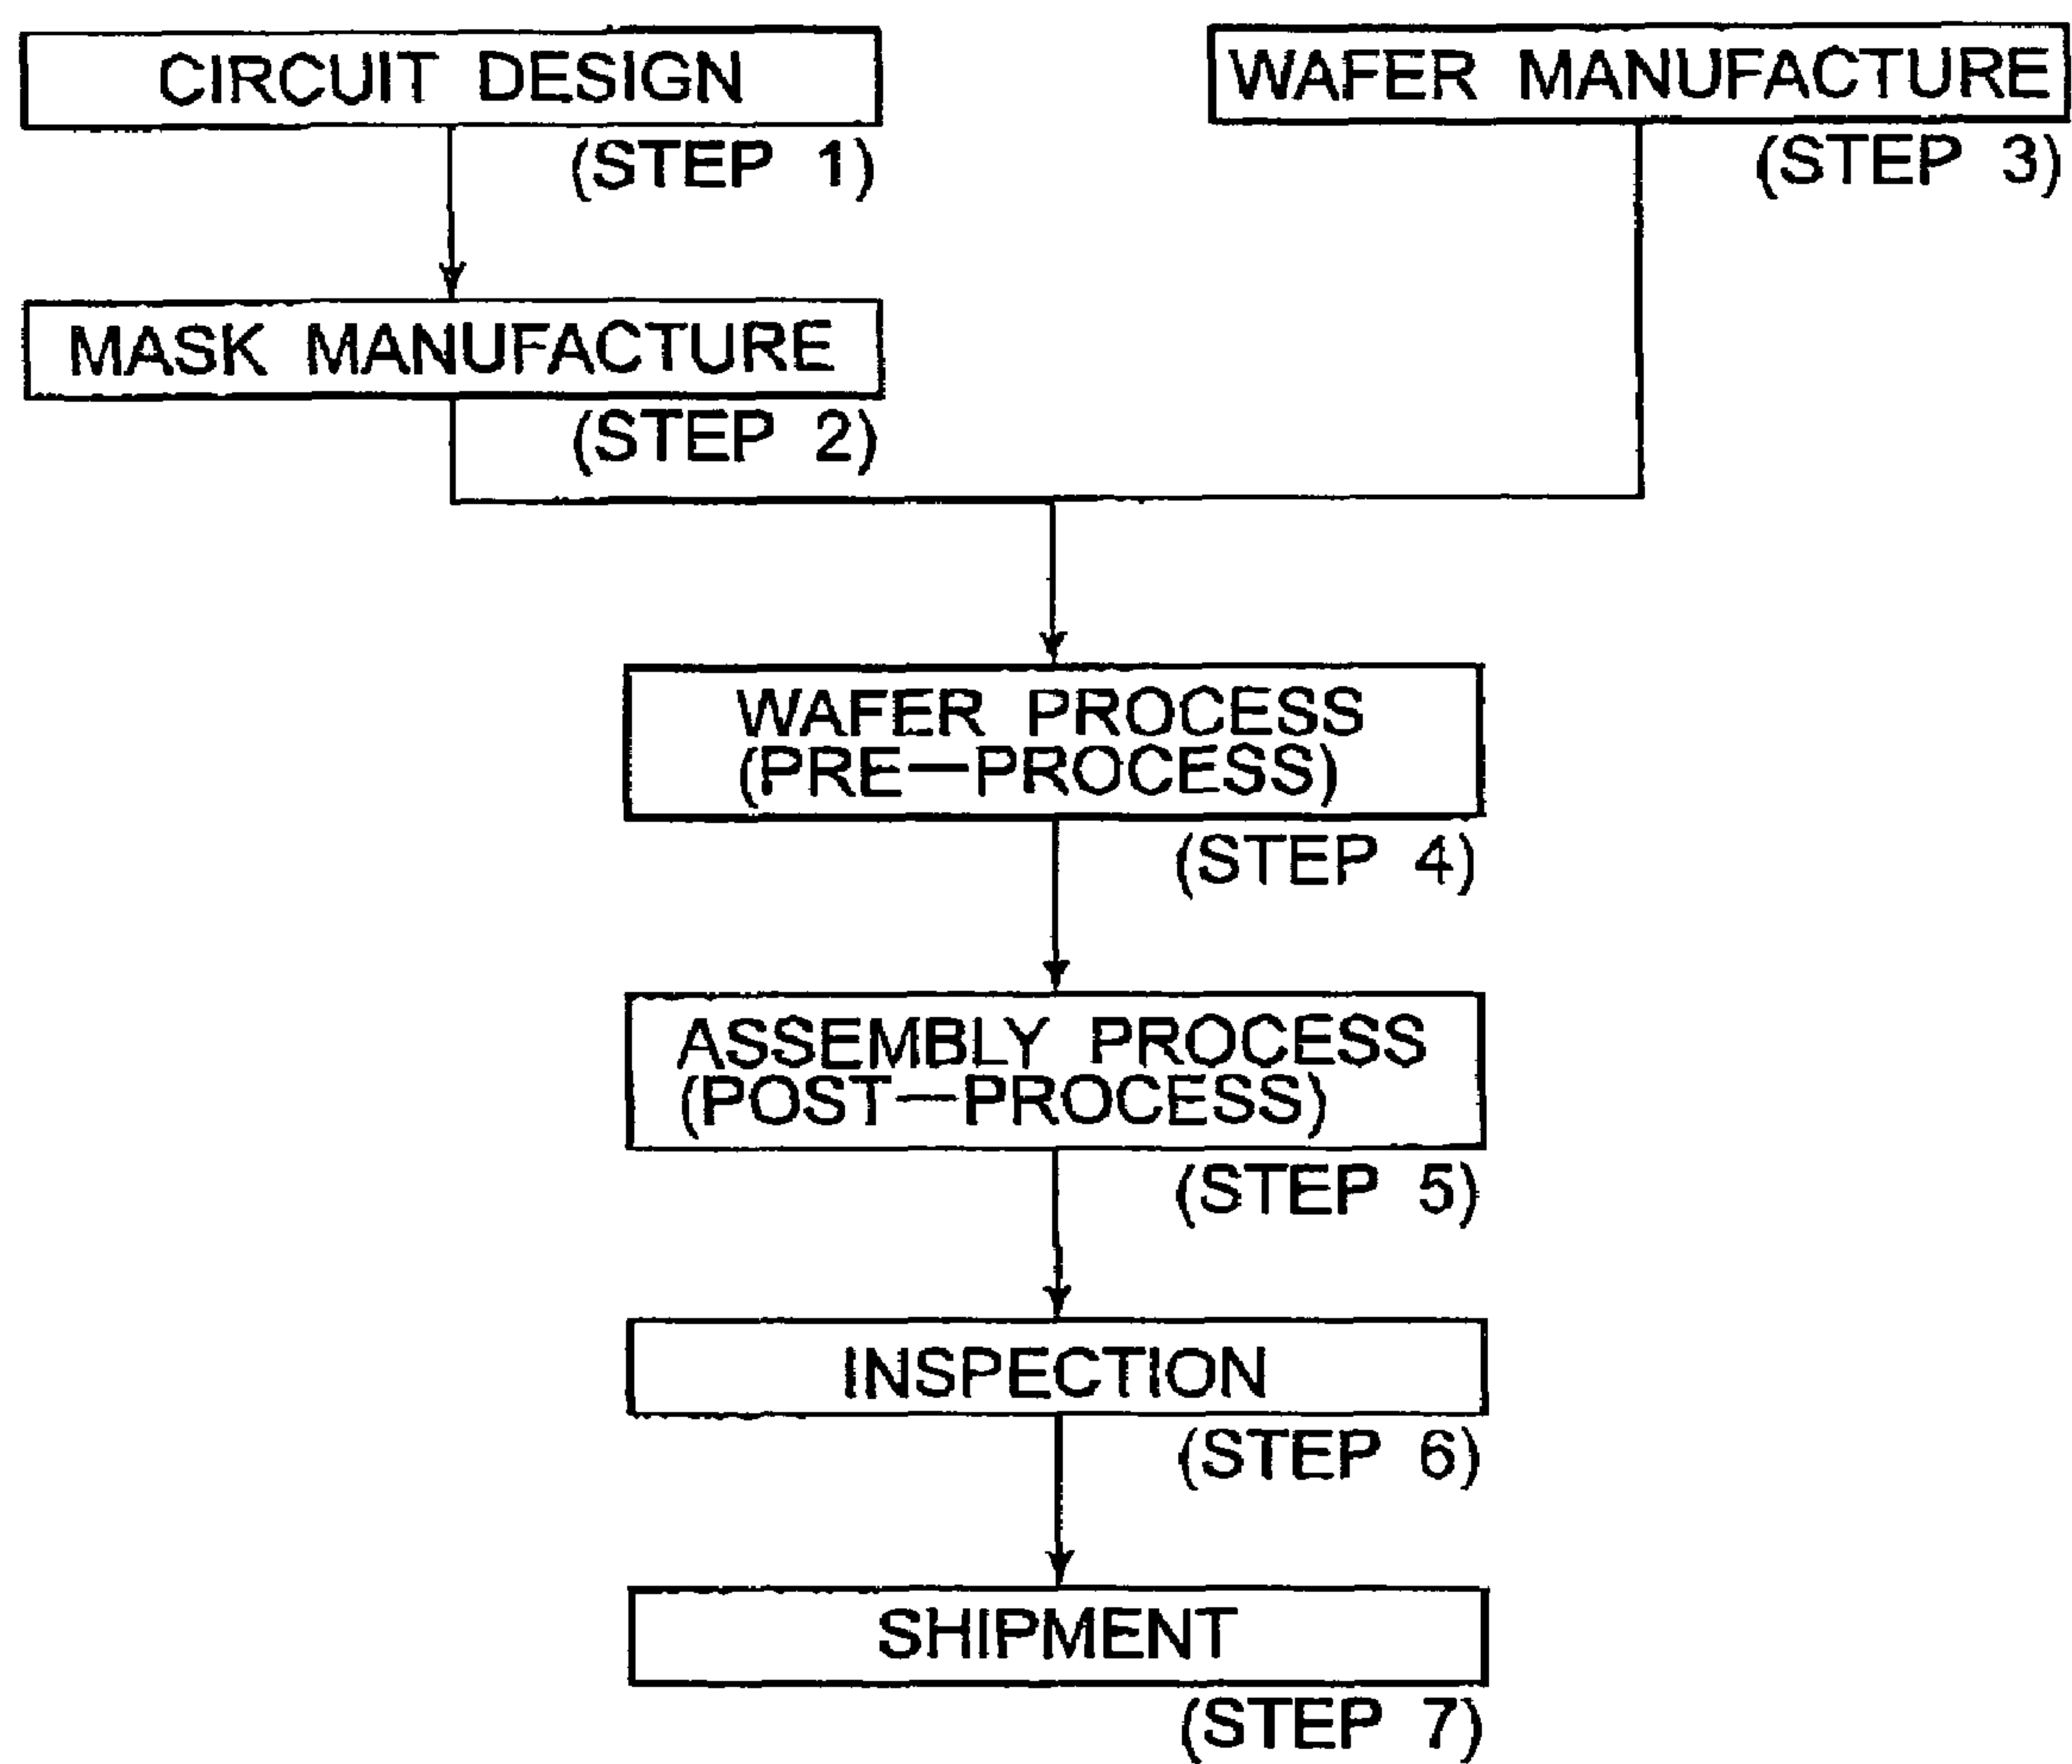 CIRCUIT DESIGN
(STEP 1)
WAFER MANUFACTURE
(STEP 3)
MASK MANUFACTURE
(STEP 2)
WAFER PROCESS
(PRE—PROCESS)
(STEP 4)
ASSEMBLY PROCESS
(POST—PROCESS)
(STEP 5)
INSPECTION
(STEP 6)
SHIPMENT
(STEP 7)